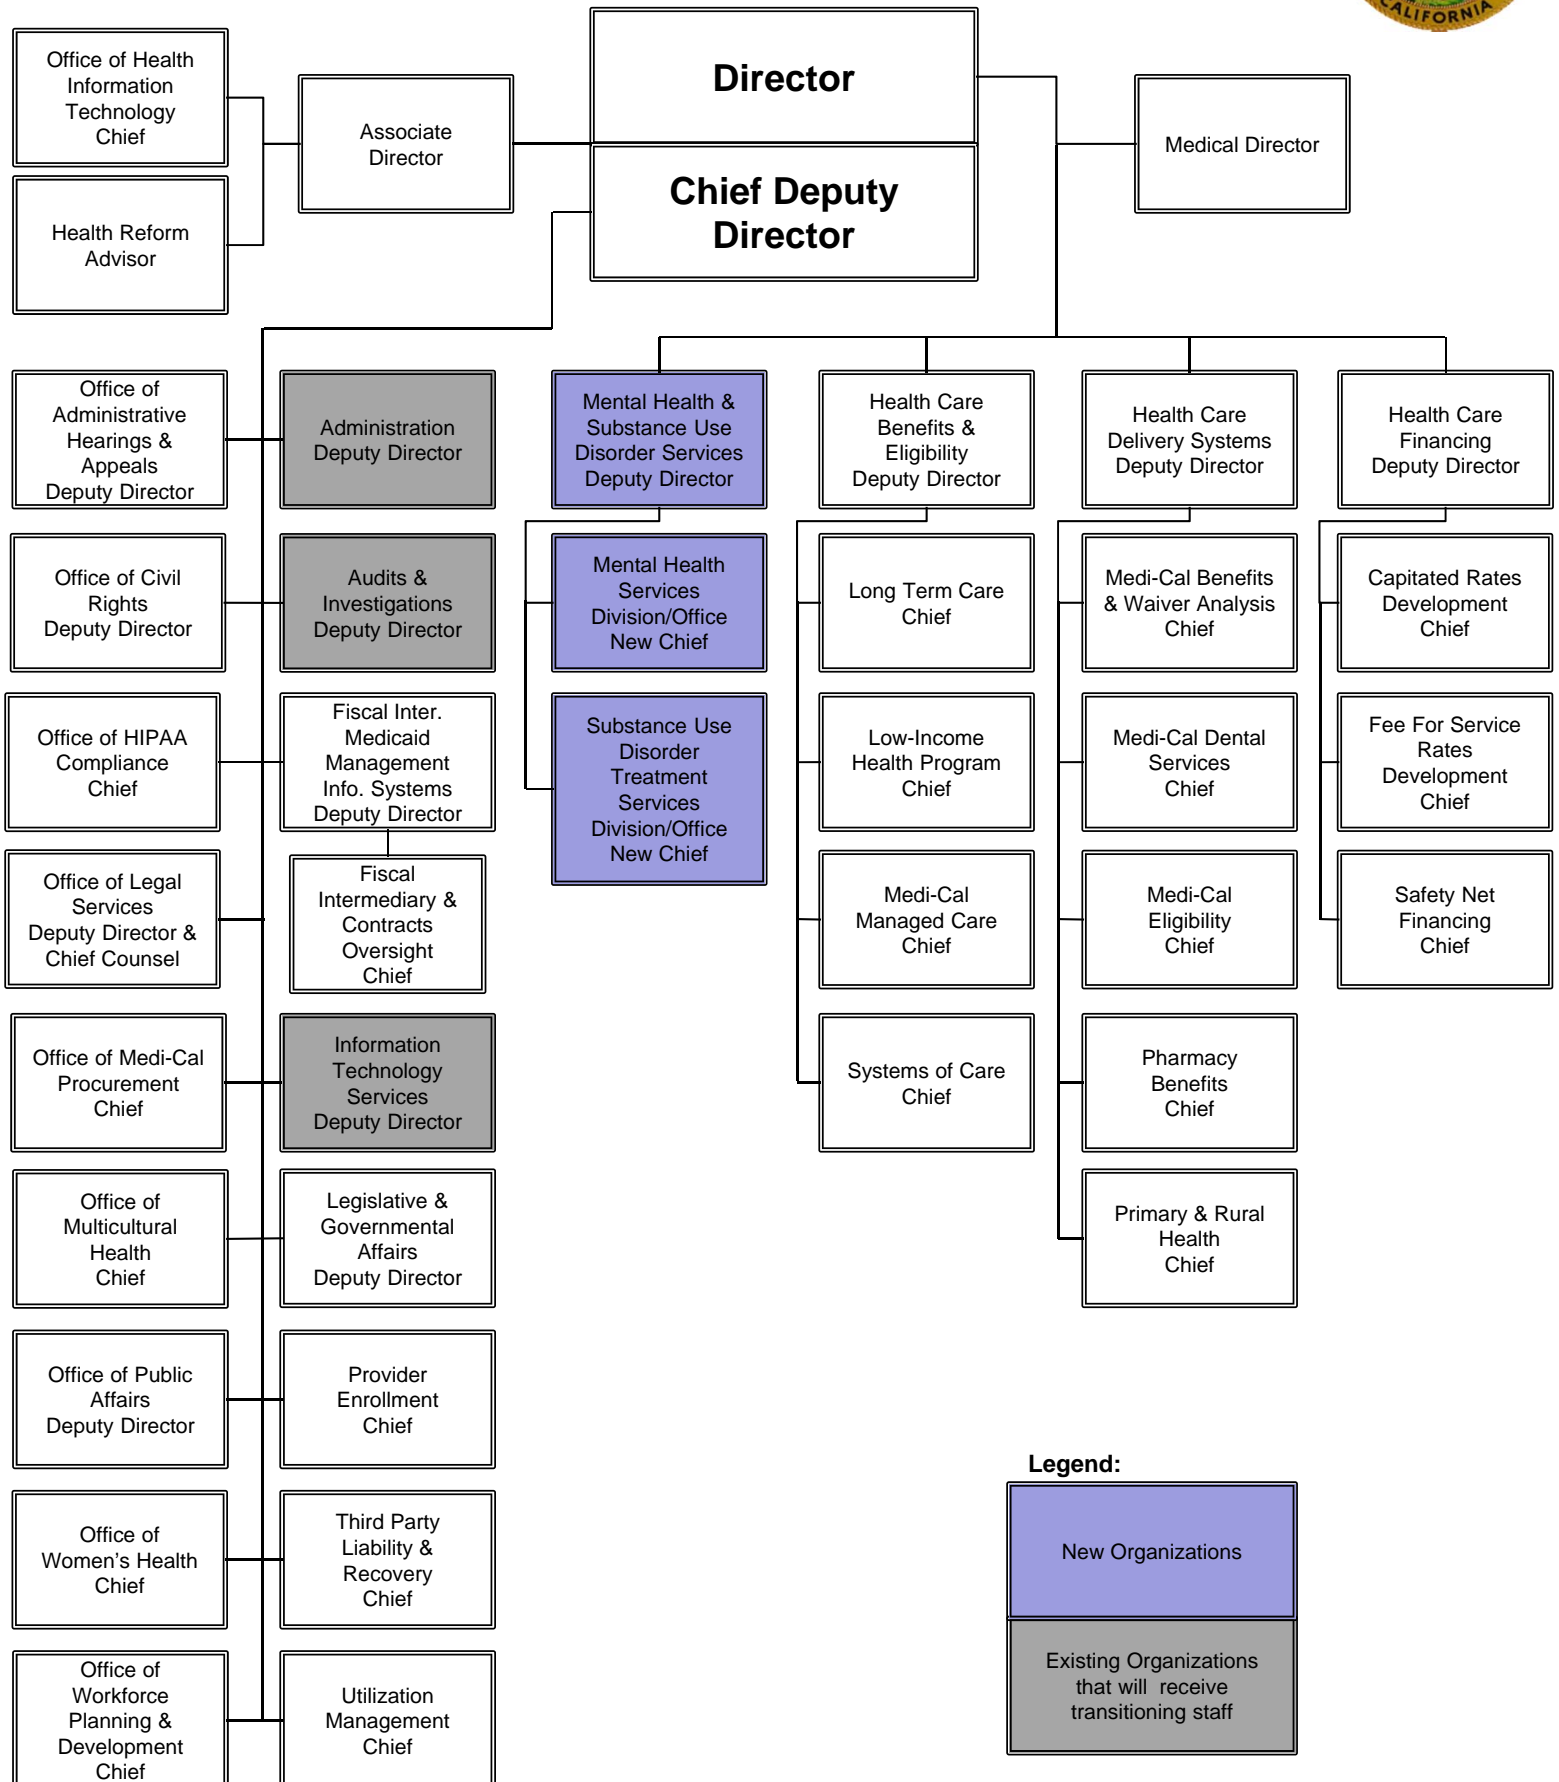 CALIFORNIA
Office of Health
Information
Technology
Chief
Health Reform
Advisor
Associate
Director
Director
Chief Deputy
Director
Medical Director
Office of
Administrative
Hearings &
Appeals
Deputy Director
Administration
Deputy Director
Mental Health &
Substance Use
Disorder Services
Deputy Director
Health Care
Benefits &
Eligibility
Deputy Director
Health Care
Delivery Systems
Deputy Director
Health Care
Financing
Deputy Director
Office of Civil
Rights
Deputy Director
Audits &
Investigations
Deputy Director
Mental Health
Services
Division/Office
New Chief
Long Term Care
Chief
Medi-Cal Benefits
& Waiver Analysis
Chief
Capitated Rates
Development
Chief
Office of HIPAA
Compliance
Chief
Fiscal Inter.
Medicaid
Management
Info. Systems
Deputy Director
Substance Use
Disorder
Treatment
Services
Division/Office
New Chief
Low-Income
Health Program
Chief
Medi-Cal Dental
Services
Chief
Fee For Service
Rates
Development
Chief
Office of Legal
Services
Deputy Director &
Chief Counsel
Fiscal
Intermediary &
Contracts
Oversight
Chief
Medi-Cal
Managed Care
Chief
Medi-Cal
Eligibility
Chief
Safety Net
Financing
Chief
Office of Medi-Cal
Procurement
Chief
Information
Technology
Services
Deputy Director
Systems of Care
Chief
Pharmacy
Benefits
Chief
Office of
Multicultural
Health
Chief
Legislative &
Governmental
Affairs
Deputy Director
Primary & Rural
Health
Chief
Office of Public
Affairs
Deputy Director
Provider
Enrollment
Chief
Office of
Women's Health
Chief
Third Party
Liability &
Recovery
Chief
Office of
Workforce
Planning &
Development
Chief
Utilization
Management
Chief
Legend:
New Organizations
Existing Organizations
that will receive
transitioning staff